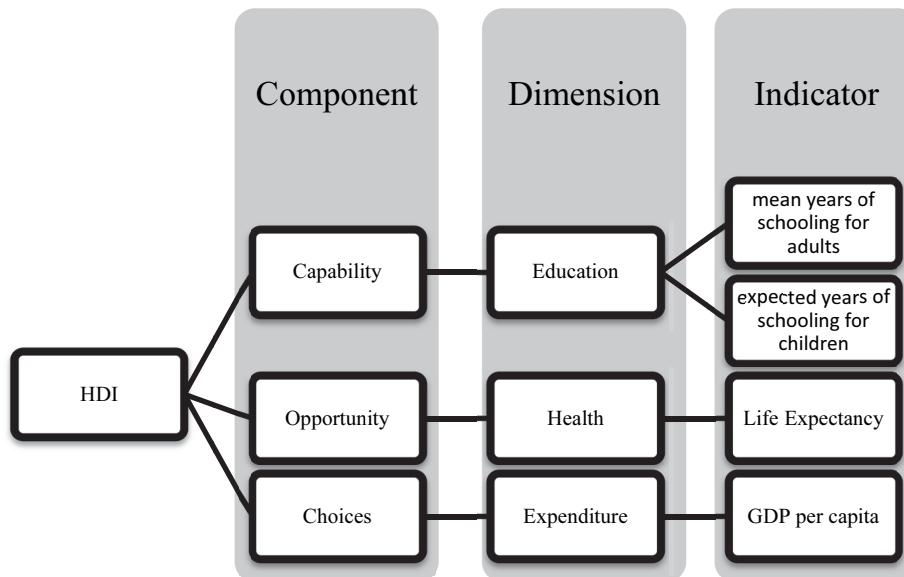 Component
Dimension
Indicator
mean years of
schooling for
adults
Capability
Education
expected years of
schooling for
children
HDI
Opportunity
Health
Life Expectancy
Choices
Expenditure
GDP per capita